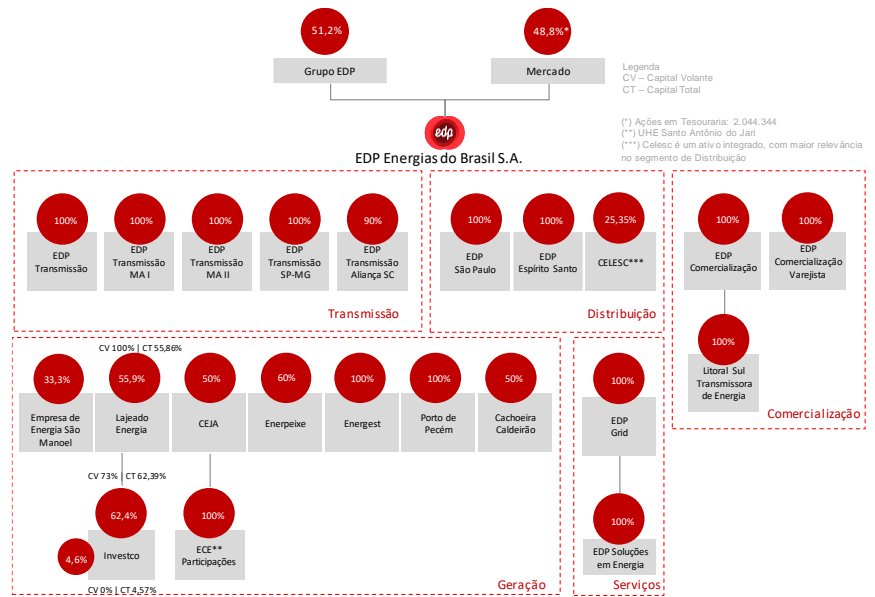 51,2%
48,8%*
Grupo EDP
Mercado
Legenda
CV – Capital Volante
CT – Capital Total
(*) Ações em Tesouraria: 2.044.344
(**) UHE Santo Antônio do Jari
(***) Celesc é um ativo integrado, com maior relevância
no segmento de Distribuição
edp
EDP Energias do Brasil S.A.
100%
EDP
Transmissão
100%
EDP
Transmissão
MA I
100%
EDP
Transmissão
MA II
100%
EDP
Transmissão
SP-MG
90%
EDP
Transmissão
Aliança SC
Transmissão
100%
EDP
São Paulo
100%
EDP
Espírito Santo
25,35%
CELESC***
Distribuição
100%
EDP
Comercialização
100%
EDP
Comercialização
Varejista
100%
Litoral Sul
Transmissora
de Energia
Comercialização
CV 100% | CT 55,86%
33,3%
Empresa de
Energia São
Manoel
55,9%
Lajeado
Energia
50%
CEJA
60%
Enerpeixe
100%
Energest
100%
Porto de
Pecém
50%
Cachoeira
Caldeirão
CV 73% | CT 62,39%
62,4%
4,6%
Investco
CV 0% | CT 4,57%
100%
ECE**
Participações
Geração
100%
EDP
Grid
100%
EDP Soluções
em Energia
Serviços